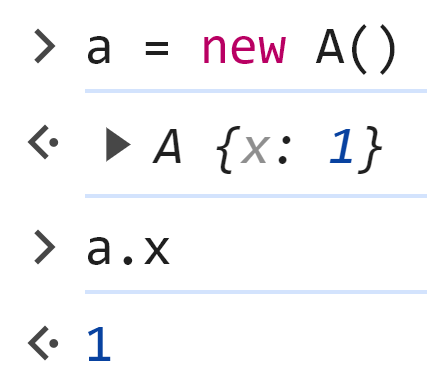 > a = new A()
<· ▶ A {x: 1}
> a.x
<· 1